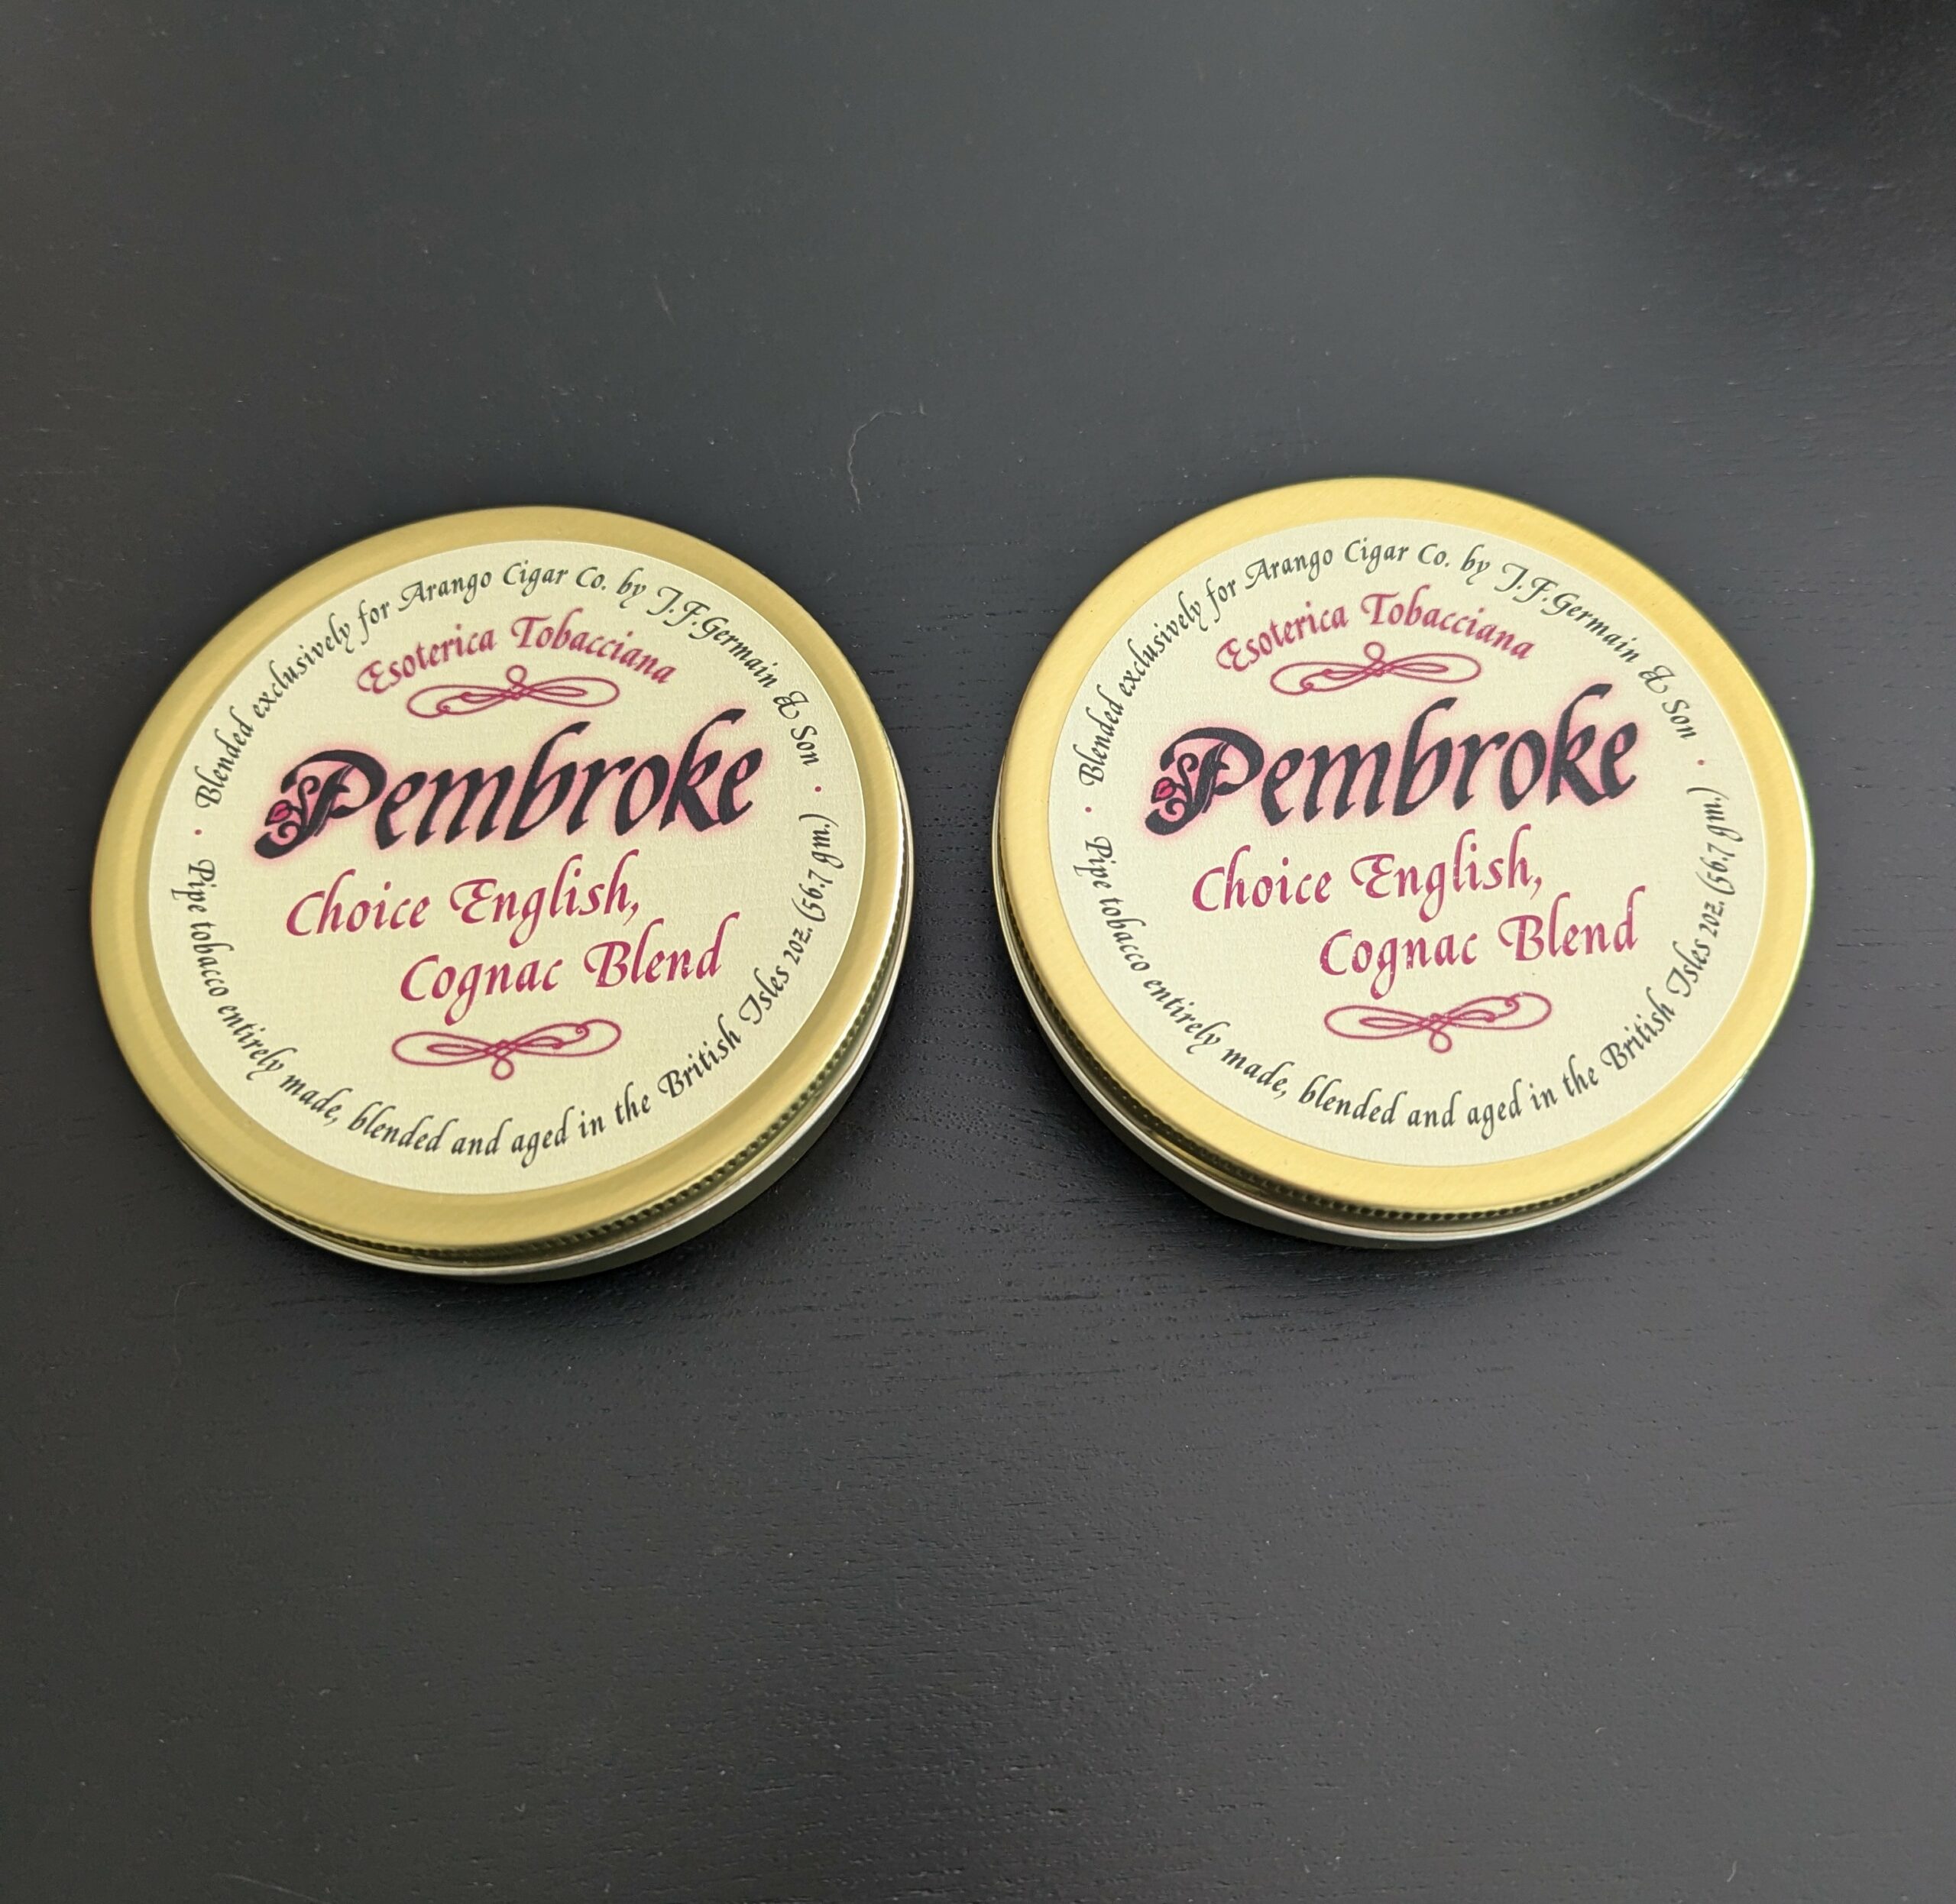 Blended exclusively for Arango Cigar Co. by J.F.Germain & Son
Esoterica Tobacciana
Pembroke
Choice English,
Cognac Blend
Pipe tobacco entirely made, blended and aged in the British Isles 2oz. (56.7 gm.)
Blended exclusively for Arango Cigar Co. by J.F.Germain & Son
Esoterica Tobacciana
Pembroke
Choice English,
Cognac Blend
Pipe tobacco entirely made, blended and aged in the British Isles 2oz. (56.7 gm.)